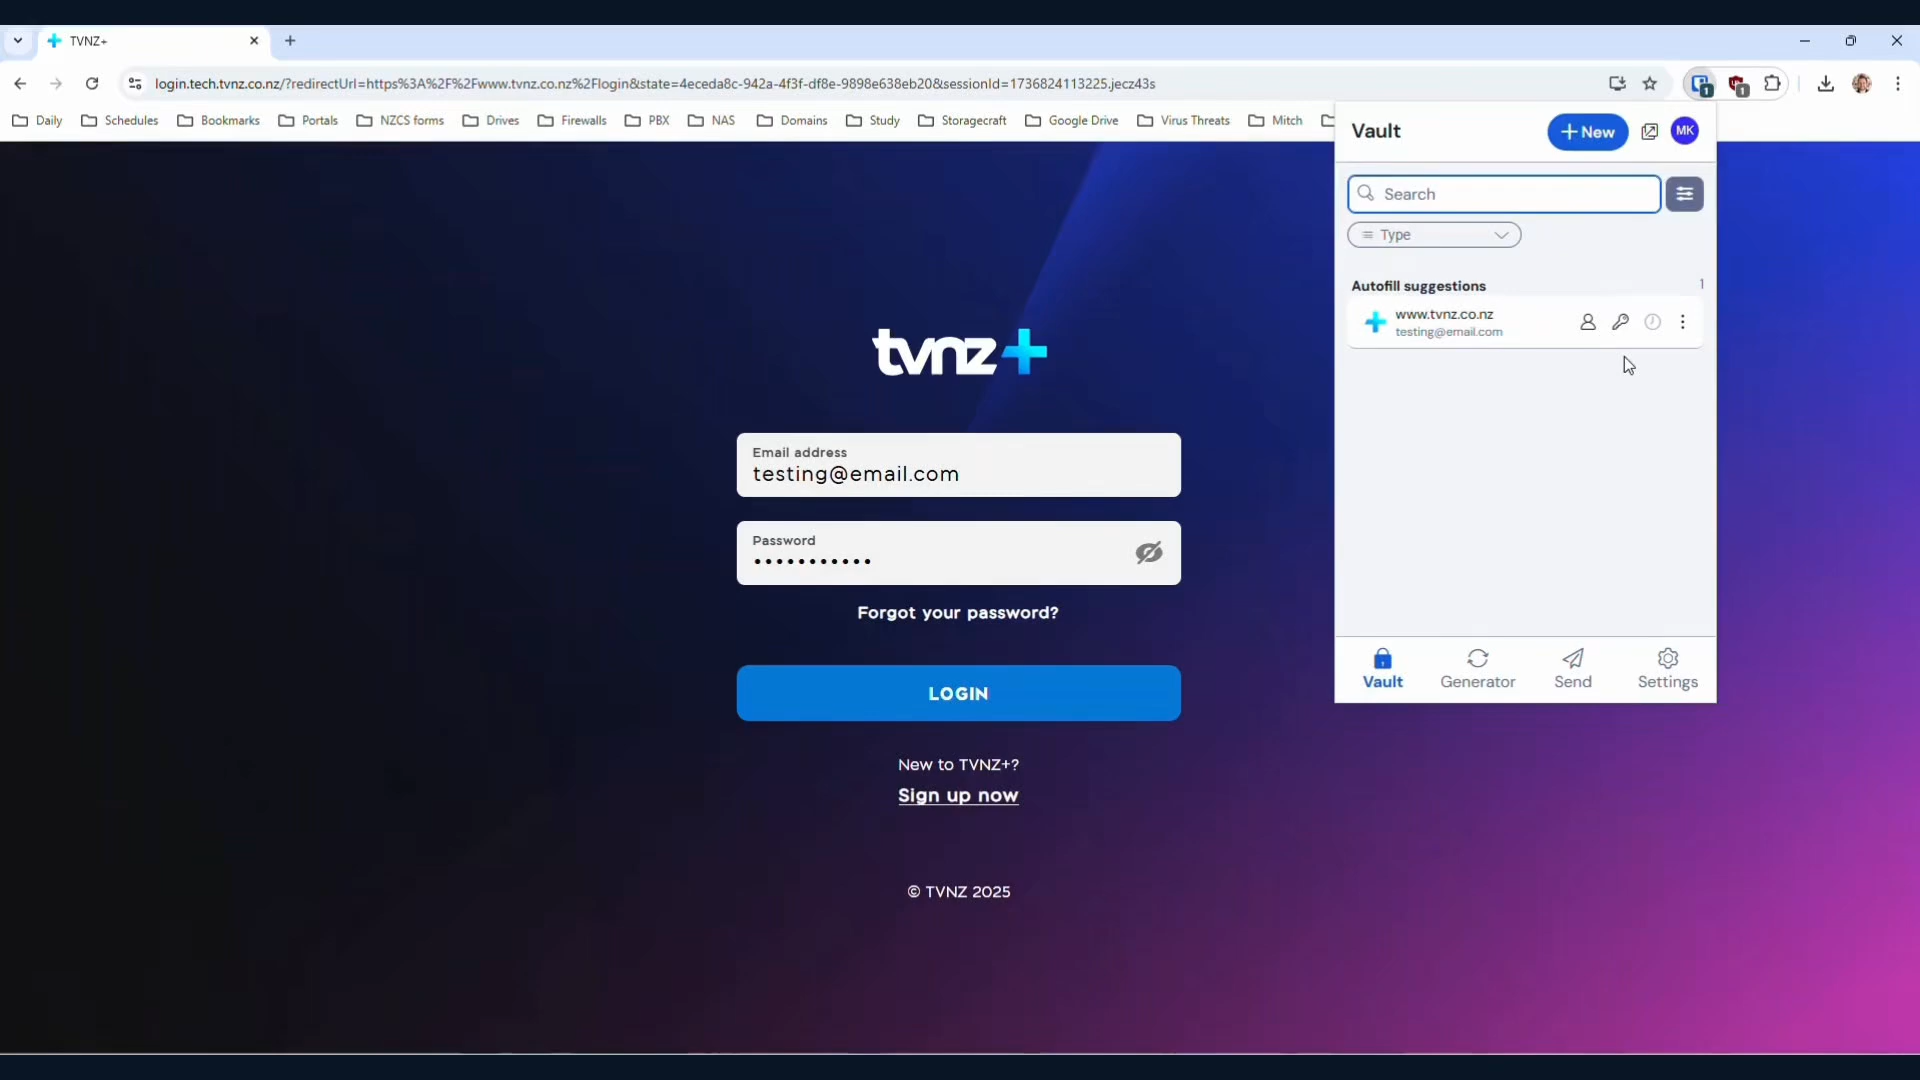 TVNZ+
login.tech.tvnz.co.nz/?redirectUrl=https%3A%2F%2Fwww.tvnz.co.nz%2Flogin&state=4eceda8c-942a-4f3f-df8e-9898e638eb20&sessionId=1736824113225.jecz43s
1
1
Daily Schedules Bookmarks Portals NZCS forms Drives Firewalls PBX NAS Domains Study Storagecraft Google Drive Virus Threats Mitch
Vault
+ New
MK
Search
Type
Autofill suggestions 1
www.tvnz.co.nz
testing@email.com
Vault Generator Send Settings
tvnz+
Email address
testing@email.com
Password
•••••••••••
Forgot your password?
LOGIN
New to TVNZ+?
Sign up now
© TVNZ 2025